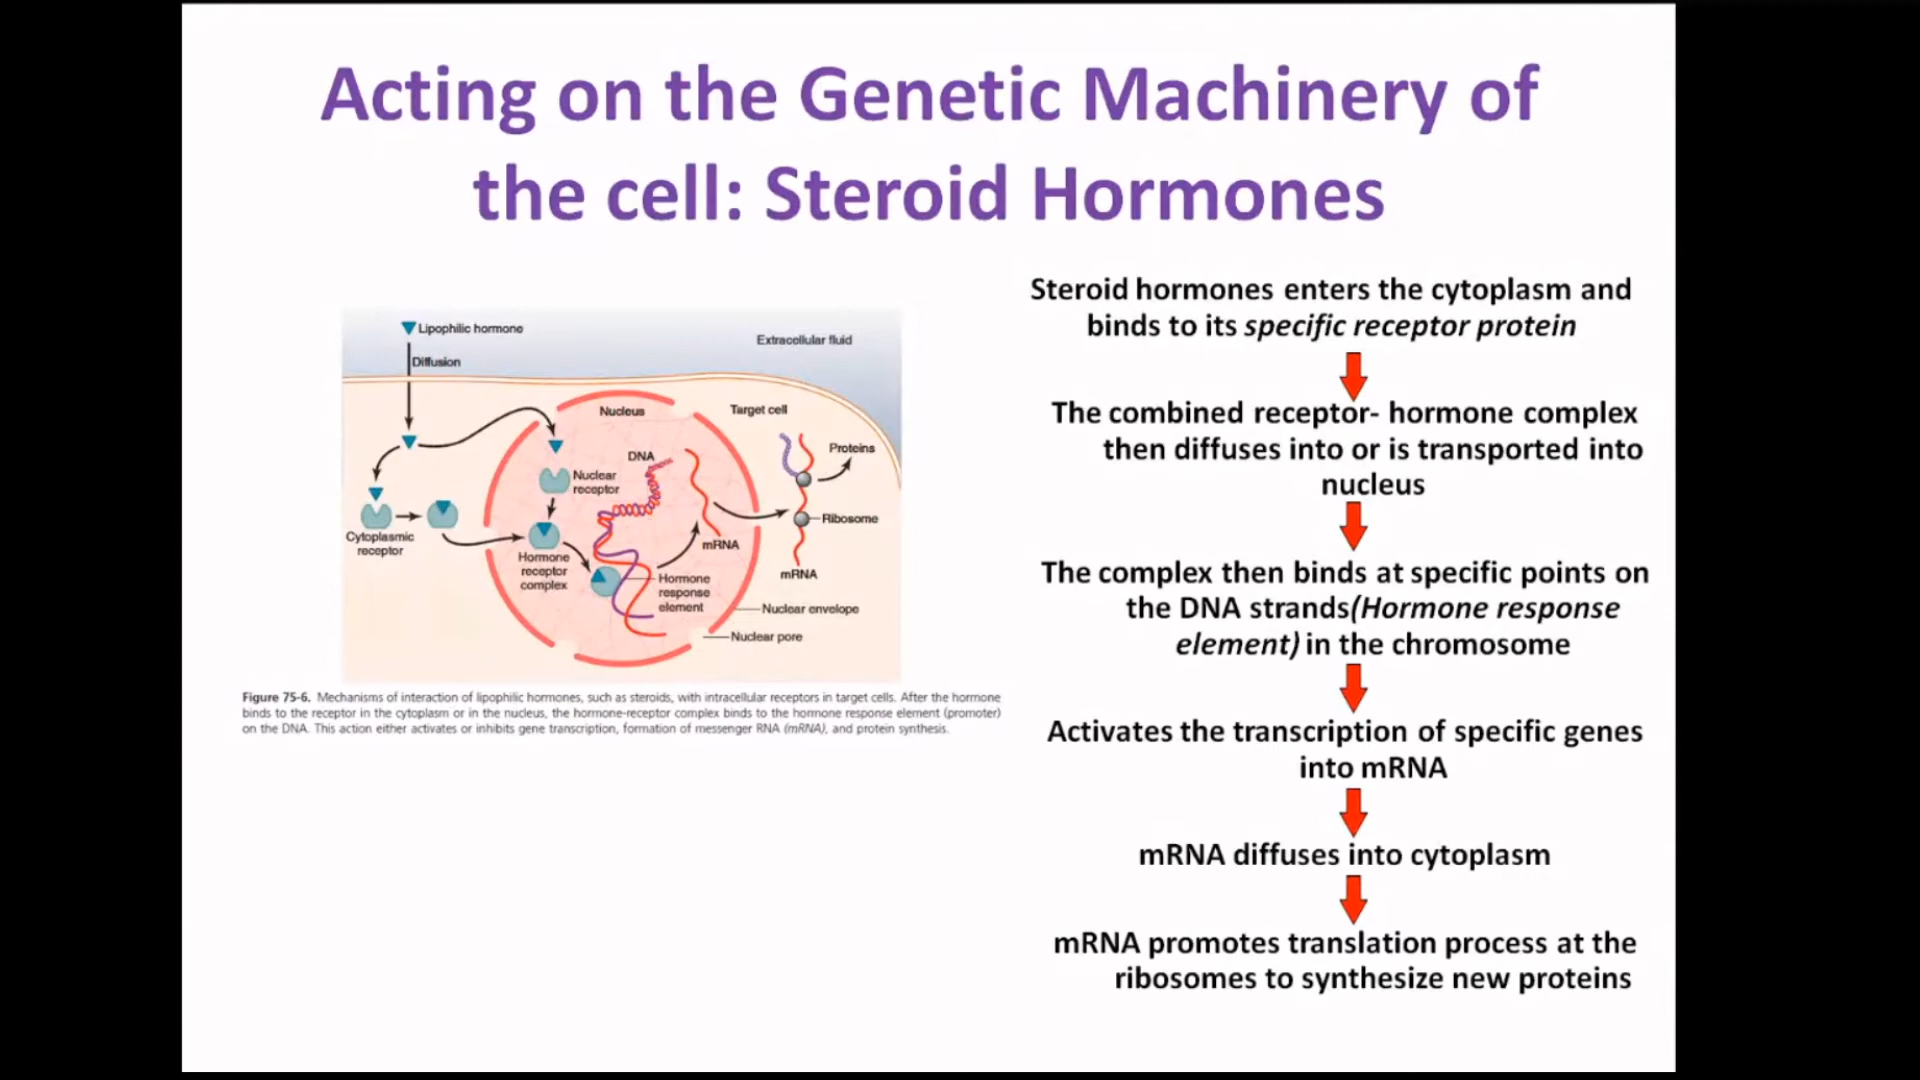 Acting on the Genetic Machinery of
the cell: Steroid Hormones
Lipophilic hormone
Extracellular fluid
Diffusion
Nucleus
Target cell
DNA
Proteins
Nuclear
receptor
Ribosome
Cytoplasmic
receptor
mRNA
Hormone
receptor
complex
mRNA
Hormone
response
element
Nuclear envelope
Nuclear pore
Figure 75-6. Mechanisms of interaction of lipophilic hormones, such as steroids, with intracellular receptors in target cells. After the hormone
binds to the receptor in the cytoplasm or in the nucleus, the hormone-receptor complex binds to the hormone response element (promoter)
on the DNA. This action either activates or inhibits gene transcription, formation of messenger RNA (mRNA), and protein synthesis.
Steroid hormones enters the cytoplasm and
binds to its specific receptor protein
The combined receptor- hormone complex
then diffuses into or is transported into
nucleus
The complex then binds at specific points on
the DNA strands(Hormone response
element) in the chromosome
Activates the transcription of specific genes
into mRNA
mRNA diffuses into cytoplasm
mRNA promotes translation process at the
ribosomes to synthesize new proteins